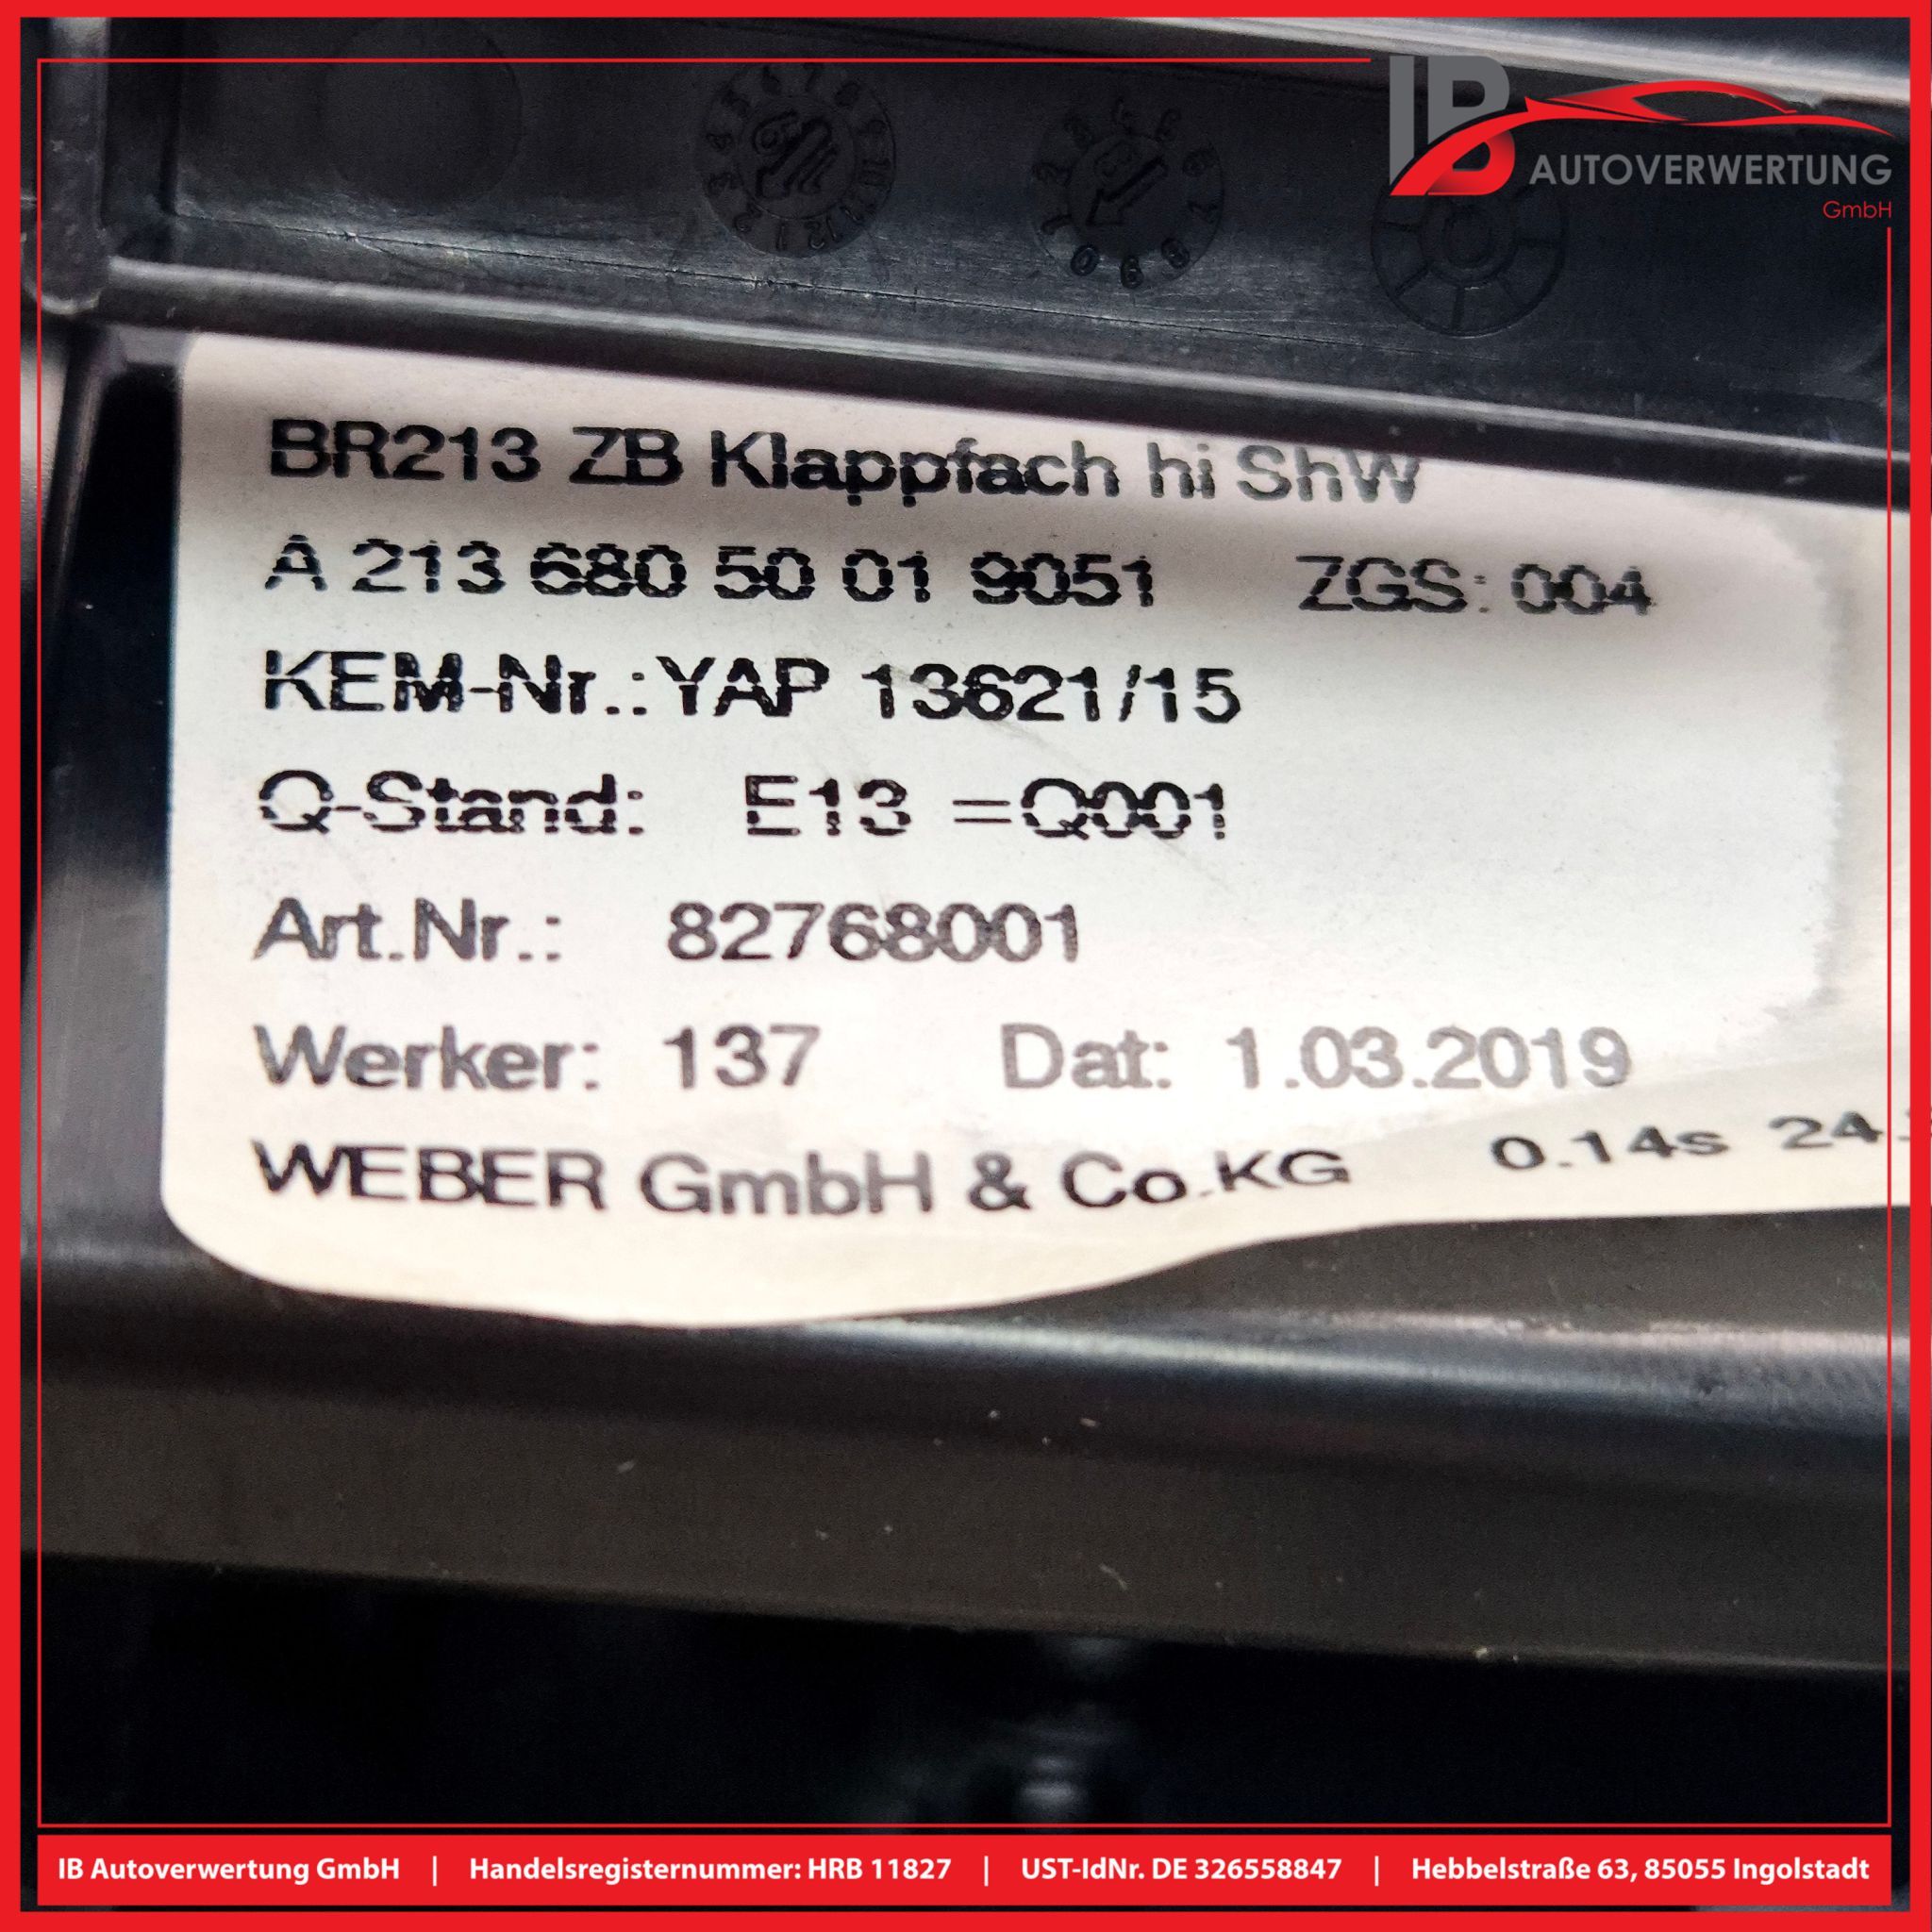 IB AUTOVERWERTUNG
GmbH
BR213 ZB Klappfach hi ShW
A 213 680 50 01 9051 ZGS: 004
KEM-Nr.:YAP 13621/15
Q-Stand: E13 =Q001
Art.Nr.: 82768001
Werker: 137 Dat: 1.03.2019
WEBER GmbH & Co.KG 0.14s 24.
IB Autoverwertung GmbH | Handelsregisternummer: HRB 11827 | UST-IdNr. DE 326558847 | Hebbelstraße 63, 85055 Ingolstadt